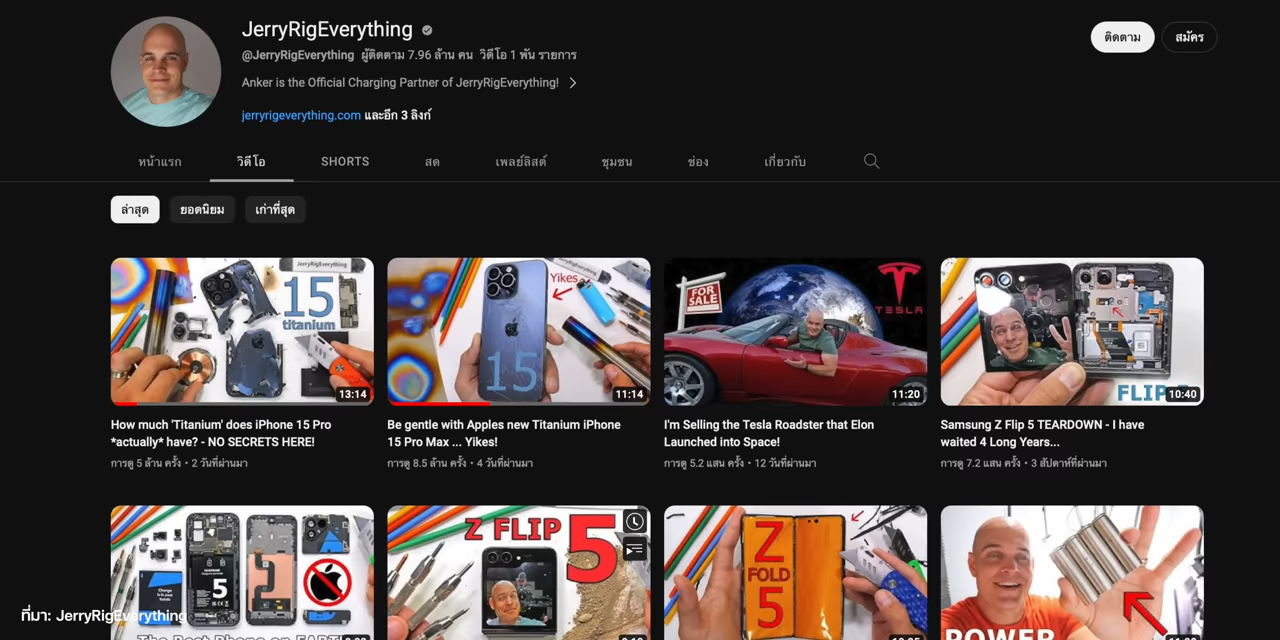 JerryRigEverything
@JerryRigEverything ผู้ติดตาม 7.96 ล้าน คน วิดีโอ 1 พัน รายการ
Anker is the Official Charging Partner of JerryRigEverything!
jerryrigeverything.com และอีก 3 ลิงก์
ติดตาม
สมัคร
หน้าแรก
วิดีโอ
SHORTS
สด
เพลย์ลิสต์
ชุมชน
ช่อง
เกี่ยวกับ
ล่าสุด
ยอดนิยม
เก่าที่สุด
JerryRigEverything
15
titanium
13:14
Yikes
15
11:14
FOR
SALE
TESLA
11:20
FLIP
10:40
How much 'Titanium' does iPhone 15 Pro
*actually* have? - NO SECRETS HERE!
การดู 5 ล้าน ครั้ง • 2 วันที่ผ่านมา
Be gentle with Apples new Titanium iPhone
15 Pro Max ... Yikes!
การดู 8.5 ล้าน ครั้ง • 4 วันที่ผ่านมา
I'm Selling the Tesla Roadster that Elon
Launched into Space!
การดู 5.2 แสน ครั้ง • 12 วันที่ผ่านมา
Samsung Z Flip 5 TEARDOWN - I have
waited 4 Long Years...
การดู 7.2 แสน ครั้ง • 3 สัปดาห์ที่ผ่านมา
5
The Best Phone on EARTH
Z FLIP
5
Z
FOLD
5
POWER
ที่มา: JerryRigEverything